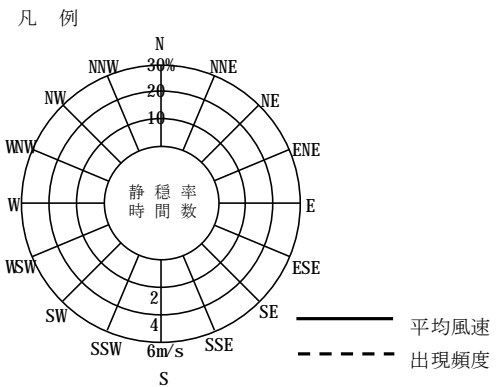 凡 例
N
NNW 30% NNE
NW 20 NE
10
WNW ENE
静 穏 率
W 時 間 数 E
WSW ESE
2
SW 4 SE
SSW 6m/s SSE
S
平均風速
出現頻度